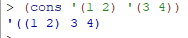 > (cons '(1 2) '(3 4))
'((1 2) 3 4)